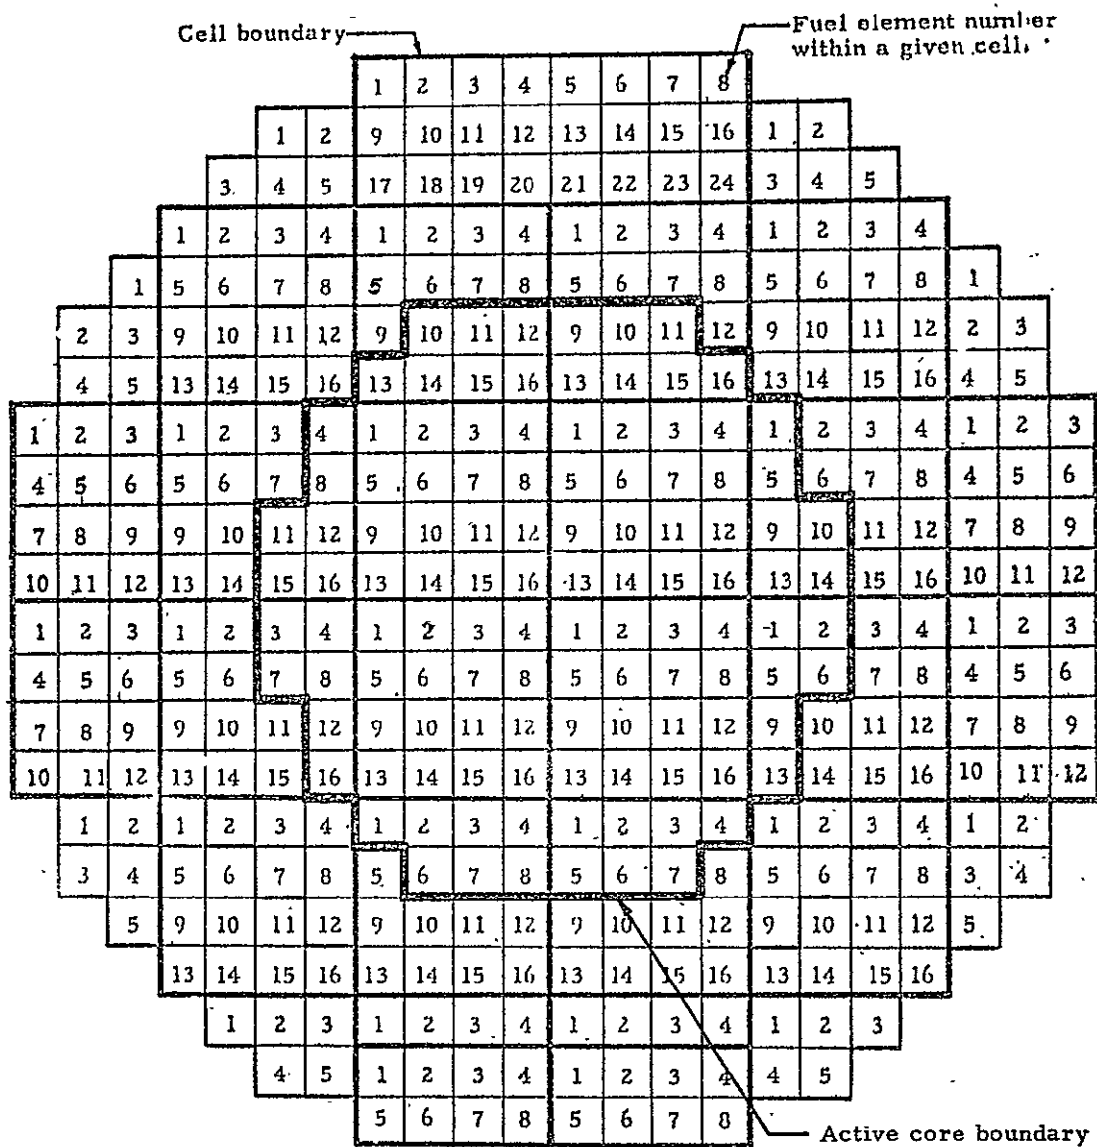 Cell boundary
Fuel element number
within a given cell.
1 2 3 4 5 6 7 8
1 2 9 10 11 12 13 14 15 16 1 2
3 4 5 17 18 19 20 21 22 23 24 3 4 5
1 2 3 4 1 2 3 4 1 2 3 4 1 2 3 4
1 5 6 7 8 5 6 7 8 5 6 7 8 5 6 7 8 1
2 3 9 10 11 12 9 10 11 12 9 10 11 12 9 10 11 12 2 3
4 5 13 14 15 16 13 14 15 16 13 14 15 16 13 14 15 16 4 5
1 2 3 1 2 3 4 1 2 3 4 1 2 3 4 1 2 3 4 1 2 3
4 5 6 5 6 7 8 5 6 7 8 5 6 7 8 5 6 7 8 4 5 6
7 8 9 9 10 11 12 9 10 11 12 9 10 11 12 9 10 11 12 7 8 9
10 11 12 13 14 15 16 13 14 15 16 13 14 15 16 13 14 15 16 10 11 12
1 2 3 1 2 3 4 1 2 3 4 1 2 3 4 1 2 3 4 1 2 3
4 5 6 5 6 7 8 5 6 7 8 5 6 7 8 5 6 7 8 4 5 6
7 8 9 9 10 11 12 9 10 11 12 9 10 11 12 9 10 11 12 7 8 9
10 11 12 13 14 15 16 13 14 15 16 13 14 15 16 13 14 15 16 10 11 12
1 2 1 2 3 4 1 2 3 4 1 2 3 4 1 2 3 4 1 2
3 4 5 6 7 8 5 6 7 8 5 6 7 8 5 6 7 8 3 4
5 9 10 11 12 9 10 11 12 9 10 11 12 9 10 11 12 5
13 14 15 16 13 14 15 16 13 14 15 16 13 14 15 16
1 2 3 1 2 3 4 1 2 3 4 1 2 3
4 5 1 2 3 4 1 2 3 4 4 5
5 6 7 8 5 6 7 8
Active core boundary